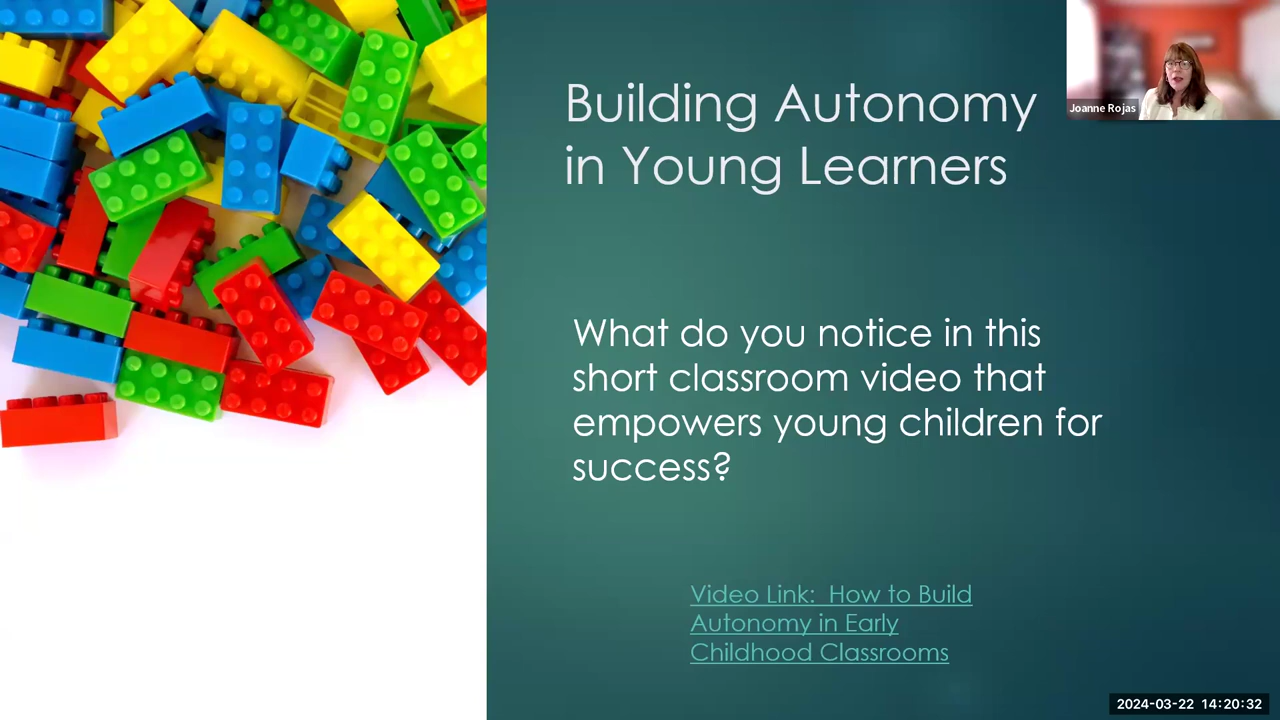 Building Autonomy
in Young Learners
Joanne Rojas
What do you notice in this
short classroom video that
empowers young children for
success?
Video Link:  How to Build
Autonomy in Early
Childhood Classrooms
2024-03-22 14:20:32